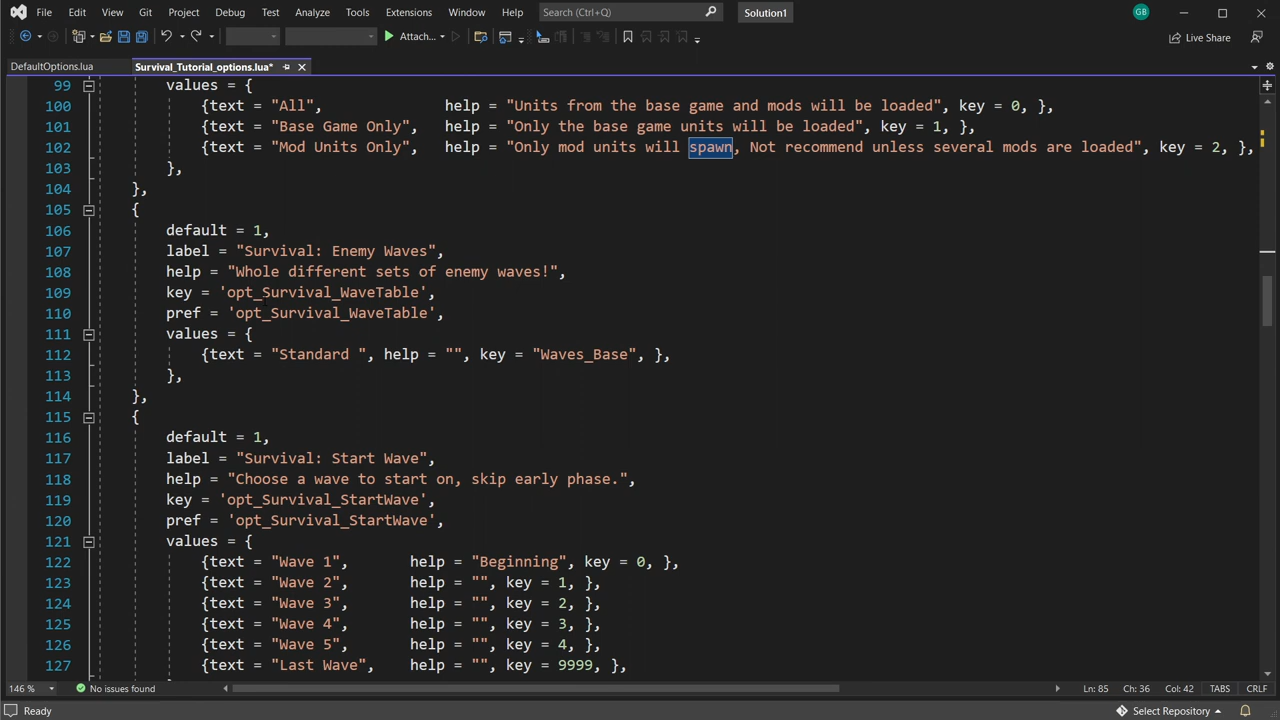 File Edit View Git Project Debug Test Analyze Tools Extensions Window Help Search (Ctrl+Q) Solution1 GB
Attach... Live Share
DefaultOptions.lua Survival_Tutorial_options.lua*
99 values = {
100 {text = "All", help = "Units from the base game and mods will be loaded", key = 0, },
101 {text = "Base Game Only", help = "Only the base game units will be loaded", key = 1, },
102 {text = "Mod Units Only", help = "Only mod units will spawn, Not recommend unless several mods are loaded", key = 2, },
103 },
104 },
105 {
106 default = 1,
107 label = "Survival: Enemy Waves",
108 help = "Whole different sets of enemy waves!",
109 key = 'opt_Survival_WaveTable',
110 pref = 'opt_Survival_WaveTable',
111 values = {
112 {text = "Standard ", help = "", key = "Waves_Base", },
113 },
114 },
115 {
116 default = 1,
117 label = "Survival: Start Wave",
118 help = "Choose a wave to start on, skip early phase.",
119 key = 'opt_Survival_StartWave',
120 pref = 'opt_Survival_StartWave',
121 values = {
122 {text = "Wave 1", help = "Beginning", key = 0, },
123 {text = "Wave 2", help = "", key = 1, },
124 {text = "Wave 3", help = "", key = 2, },
125 {text = "Wave 4", help = "", key = 3, },
126 {text = "Wave 5", help = "", key = 4, },
127 {text = "Last Wave", help = "", key = 9999, },
146 % No issues found Ln: 85 Ch: 36 Col: 42 TABS CRLF
Ready Select Repository